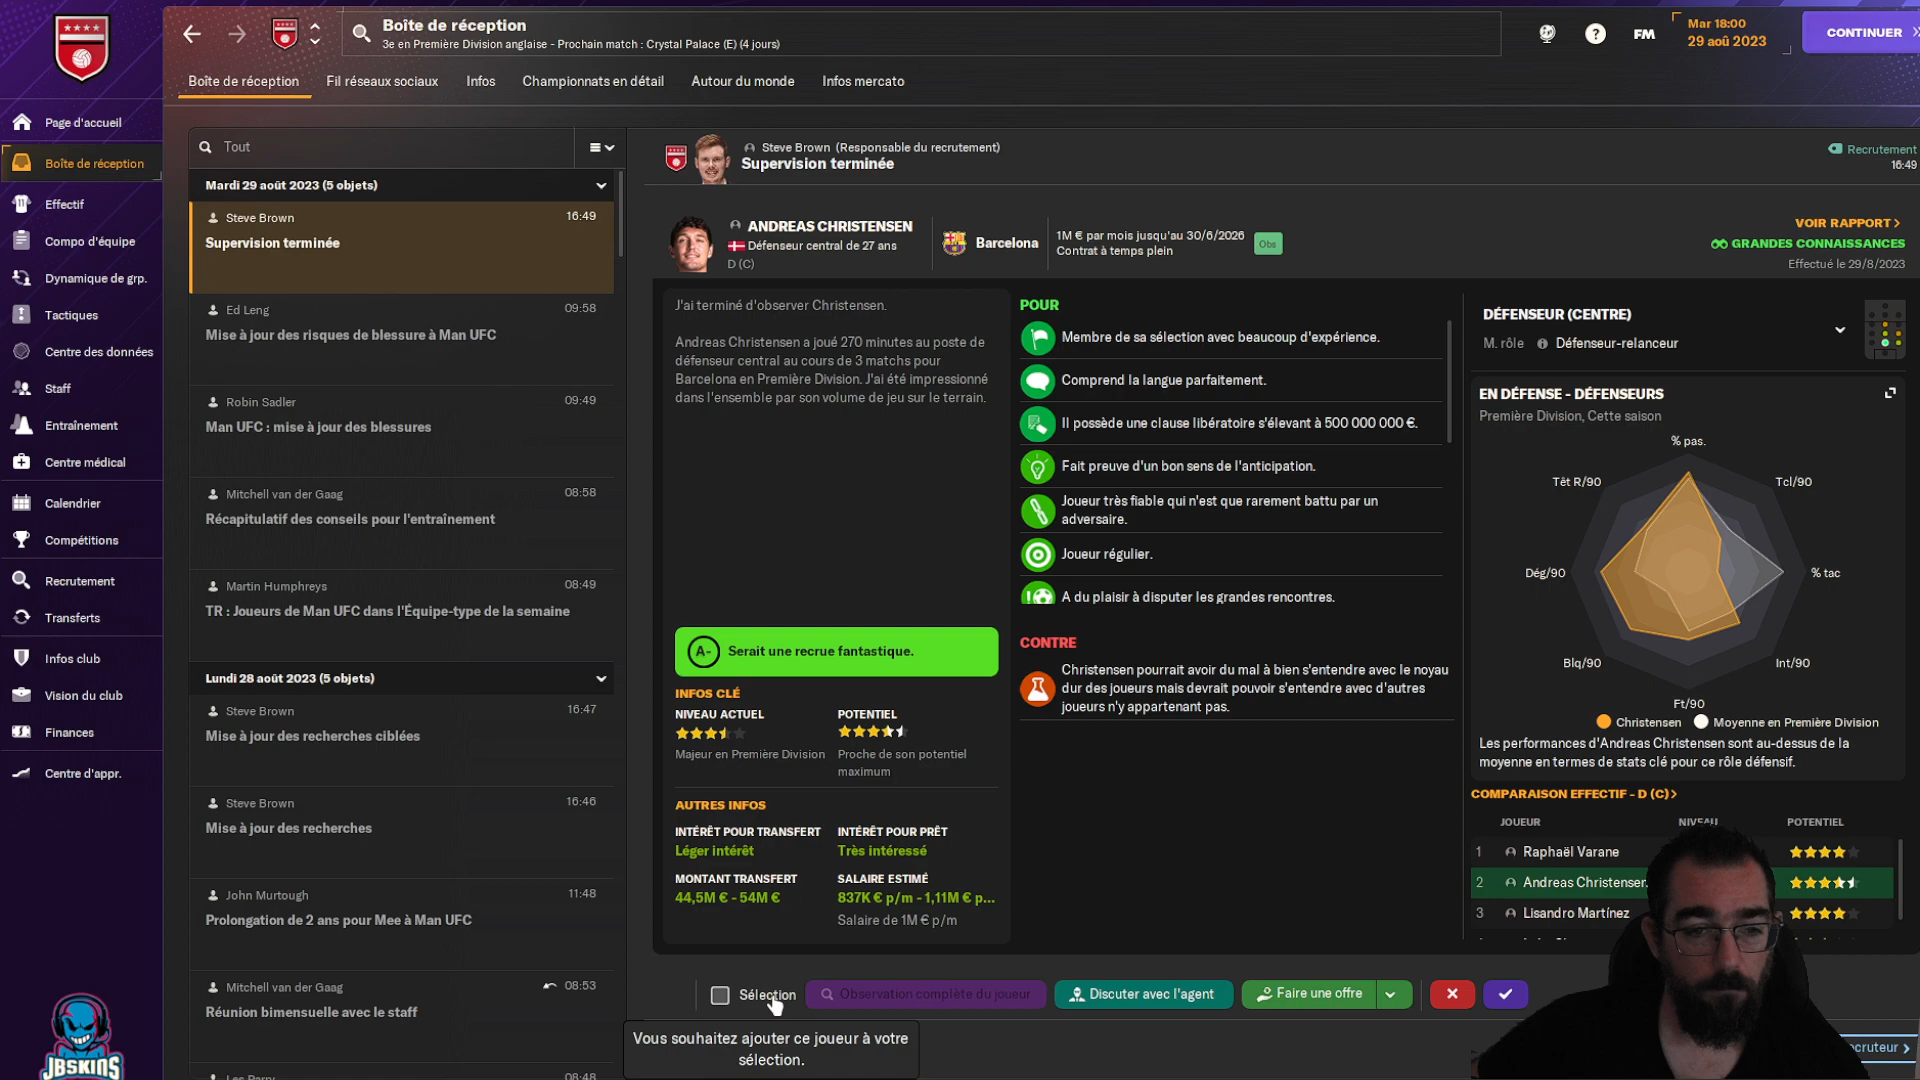 Boîte de réception
3e en Première Division anglaise - Prochain match : Crystal Palace (E) (4 jours)
?
FM
Mar 18:00
29 aoû 2023
CONTINUER
Boîte de réception
Fil réseaux sociaux
Infos
Championnats en détail
Autour du monde
Infos mercato
Page d'accueil
Boîte de réception
Effectif
Compo d'équipe
Dynamique de grp.
Tactiques
Centre des données
Staff
Entraînement
Centre médical
Calendrier
Compétitions
Recrutement
Transferts
Infos club
Vision du club
Finances
Centre d'appr.
JBSKINS
Tout
Mardi 29 août 2023 (5 objets)
Steve Brown
16:49
Supervision terminée
Ed Leng
09:58
Mise à jour des risques de blessure à Man UFC
Robin Sadler
09:49
Man UFC : mise à jour des blessures
Mitchell van der Gaag
08:58
Récapitulatif des conseils pour l'entraînement
Martin Humphreys
08:49
TR : Joueurs de Man UFC dans l'Équipe-type de la semaine
Lundi 28 août 2023 (5 objets)
Steve Brown
16:47
Mise à jour des recherches ciblées
Steve Brown
16:46
Mise à jour des recherches
John Murtough
11:48
Prolongation de 2 ans pour Mee à Man UFC
Mitchell van der Gaag
08:53
Réunion bimensuelle avec le staff
Les Parry
08:48
Steve Brown (Responsable du recrutement)
Supervision terminée
Recrutement
16:49
ANDREAS CHRISTENSEN
Défenseur central de 27 ans
D (C)
Barcelona
1M € par mois jusqu'au 30/6/2026
Contrat à temps plein
Obs
VOIR RAPPORT >
GRANDES CONNAISSANCES
Effectué le 29/8/2023
J'ai terminé d'observer Christensen.
Andreas Christensen a joué 270 minutes au poste de
défenseur central au cours de 3 matchs pour
Barcelona en Première Division. J'ai été impressionné
dans l'ensemble par son volume de jeu sur le terrain.
A-
Serait une recrue fantastique.
INFOS CLÉ
NIVEAU ACTUEL
Majeur en Première Division
POTENTIEL
Proche de son potentiel
maximum
AUTRES INFOS
INTÉRÊT POUR TRANSFERT
Léger intérêt
INTÉRÊT POUR PRÊT
Très intéressé
MONTANT TRANSFERT
44,5M € - 54M €
SALAIRE ESTIMÉ
837K € p/m - 1,11M € p...
Salaire de 1M € p/m
POUR
Membre de sa sélection avec beaucoup d'expérience.
Comprend la langue parfaitement.
Il possède une clause libératoire s'élevant à 500 000 000 €.
Fait preuve d'un bon sens de l'anticipation.
Joueur très fiable qui n'est que rarement battu par un
adversaire.
Joueur régulier.
A du plaisir à disputer les grandes rencontres.
CONTRE
Christensen pourrait avoir du mal à bien s'entendre avec le noyau
dur des joueurs mais devrait pouvoir s'entendre avec d'autres
joueurs n'y appartenant pas.
DÉFENSEUR (CENTRE)
M. rôle
Défenseur-relanceur
EN DÉFENSE - DÉFENSEURS
Première Division, Cette saison
% pas.
Têt R/90
Tcl/90
Dég/90
% tac
Blq/90
Int/90
Ft/90
Christensen
Moyenne en Première Division
Les performances d'Andreas Christensen sont au-dessus de la
moyenne en termes de stats clé pour ce rôle défensif.
COMPARAISON EFFECTIF - D (C) >
JOUEUR
NIVEAU
POTENTIEL
1 Raphaël Varane
2 Andreas Christensen
3 Lisandro Martínez
Sélection
Observation complète du joueur
Discuter avec l'agent
Faire une offre
Vous souhaitez ajouter ce joueur à votre
sélection.
ecruteur >